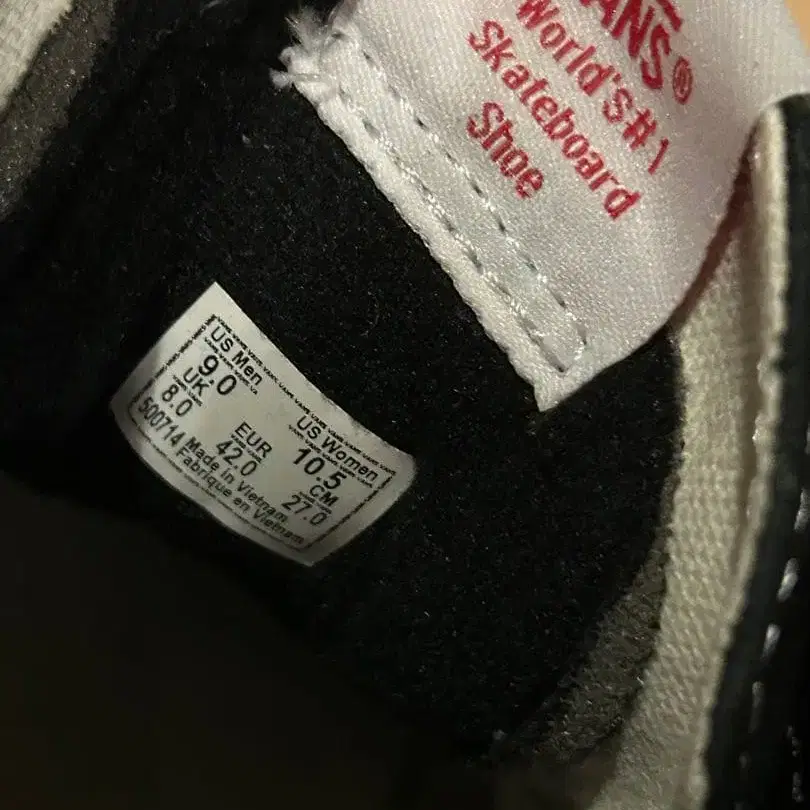 VANS®
World's #1
Skateboard
Shoe
US Men
9.0
US Women
10.5
UK
8.0
EUR
42.0
CM
27.0
500714 Made in Vietnam
Fabrique en Vietnam